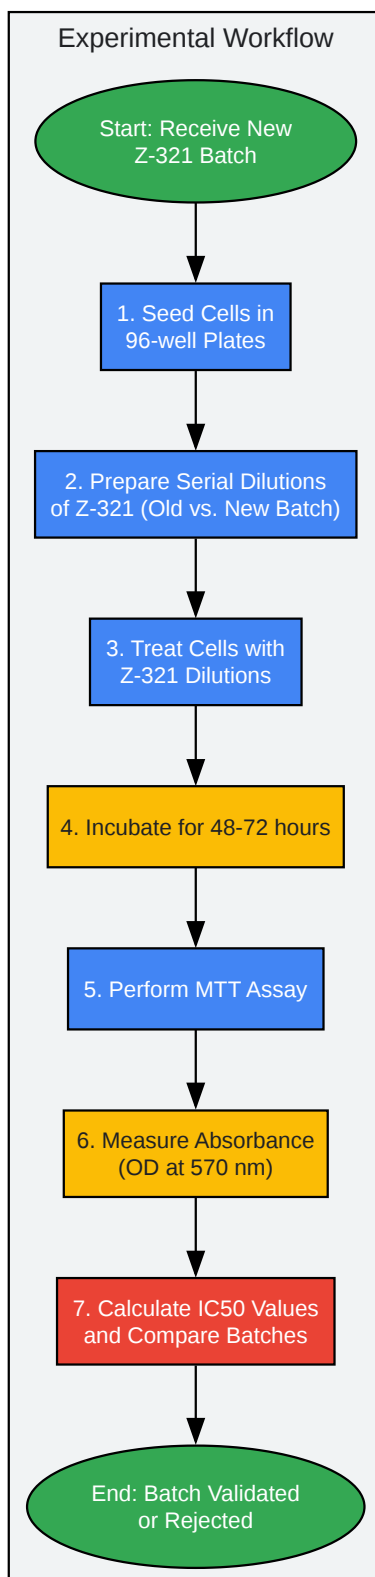 Experimental Workflow
Start: Receive New
Z-321 Batch
1. Seed Cells in
96-well Plates
2. Prepare Serial Dilutions
of Z-321 (Old vs. New Batch)
3. Treat Cells with
Z-321 Dilutions
4. Incubate for 48-72 hours
5. Perform MTT Assay
6. Measure Absorbance
(OD at 570 nm)
7. Calculate IC50 Values
and Compare Batches
End: Batch Validated
or Rejected